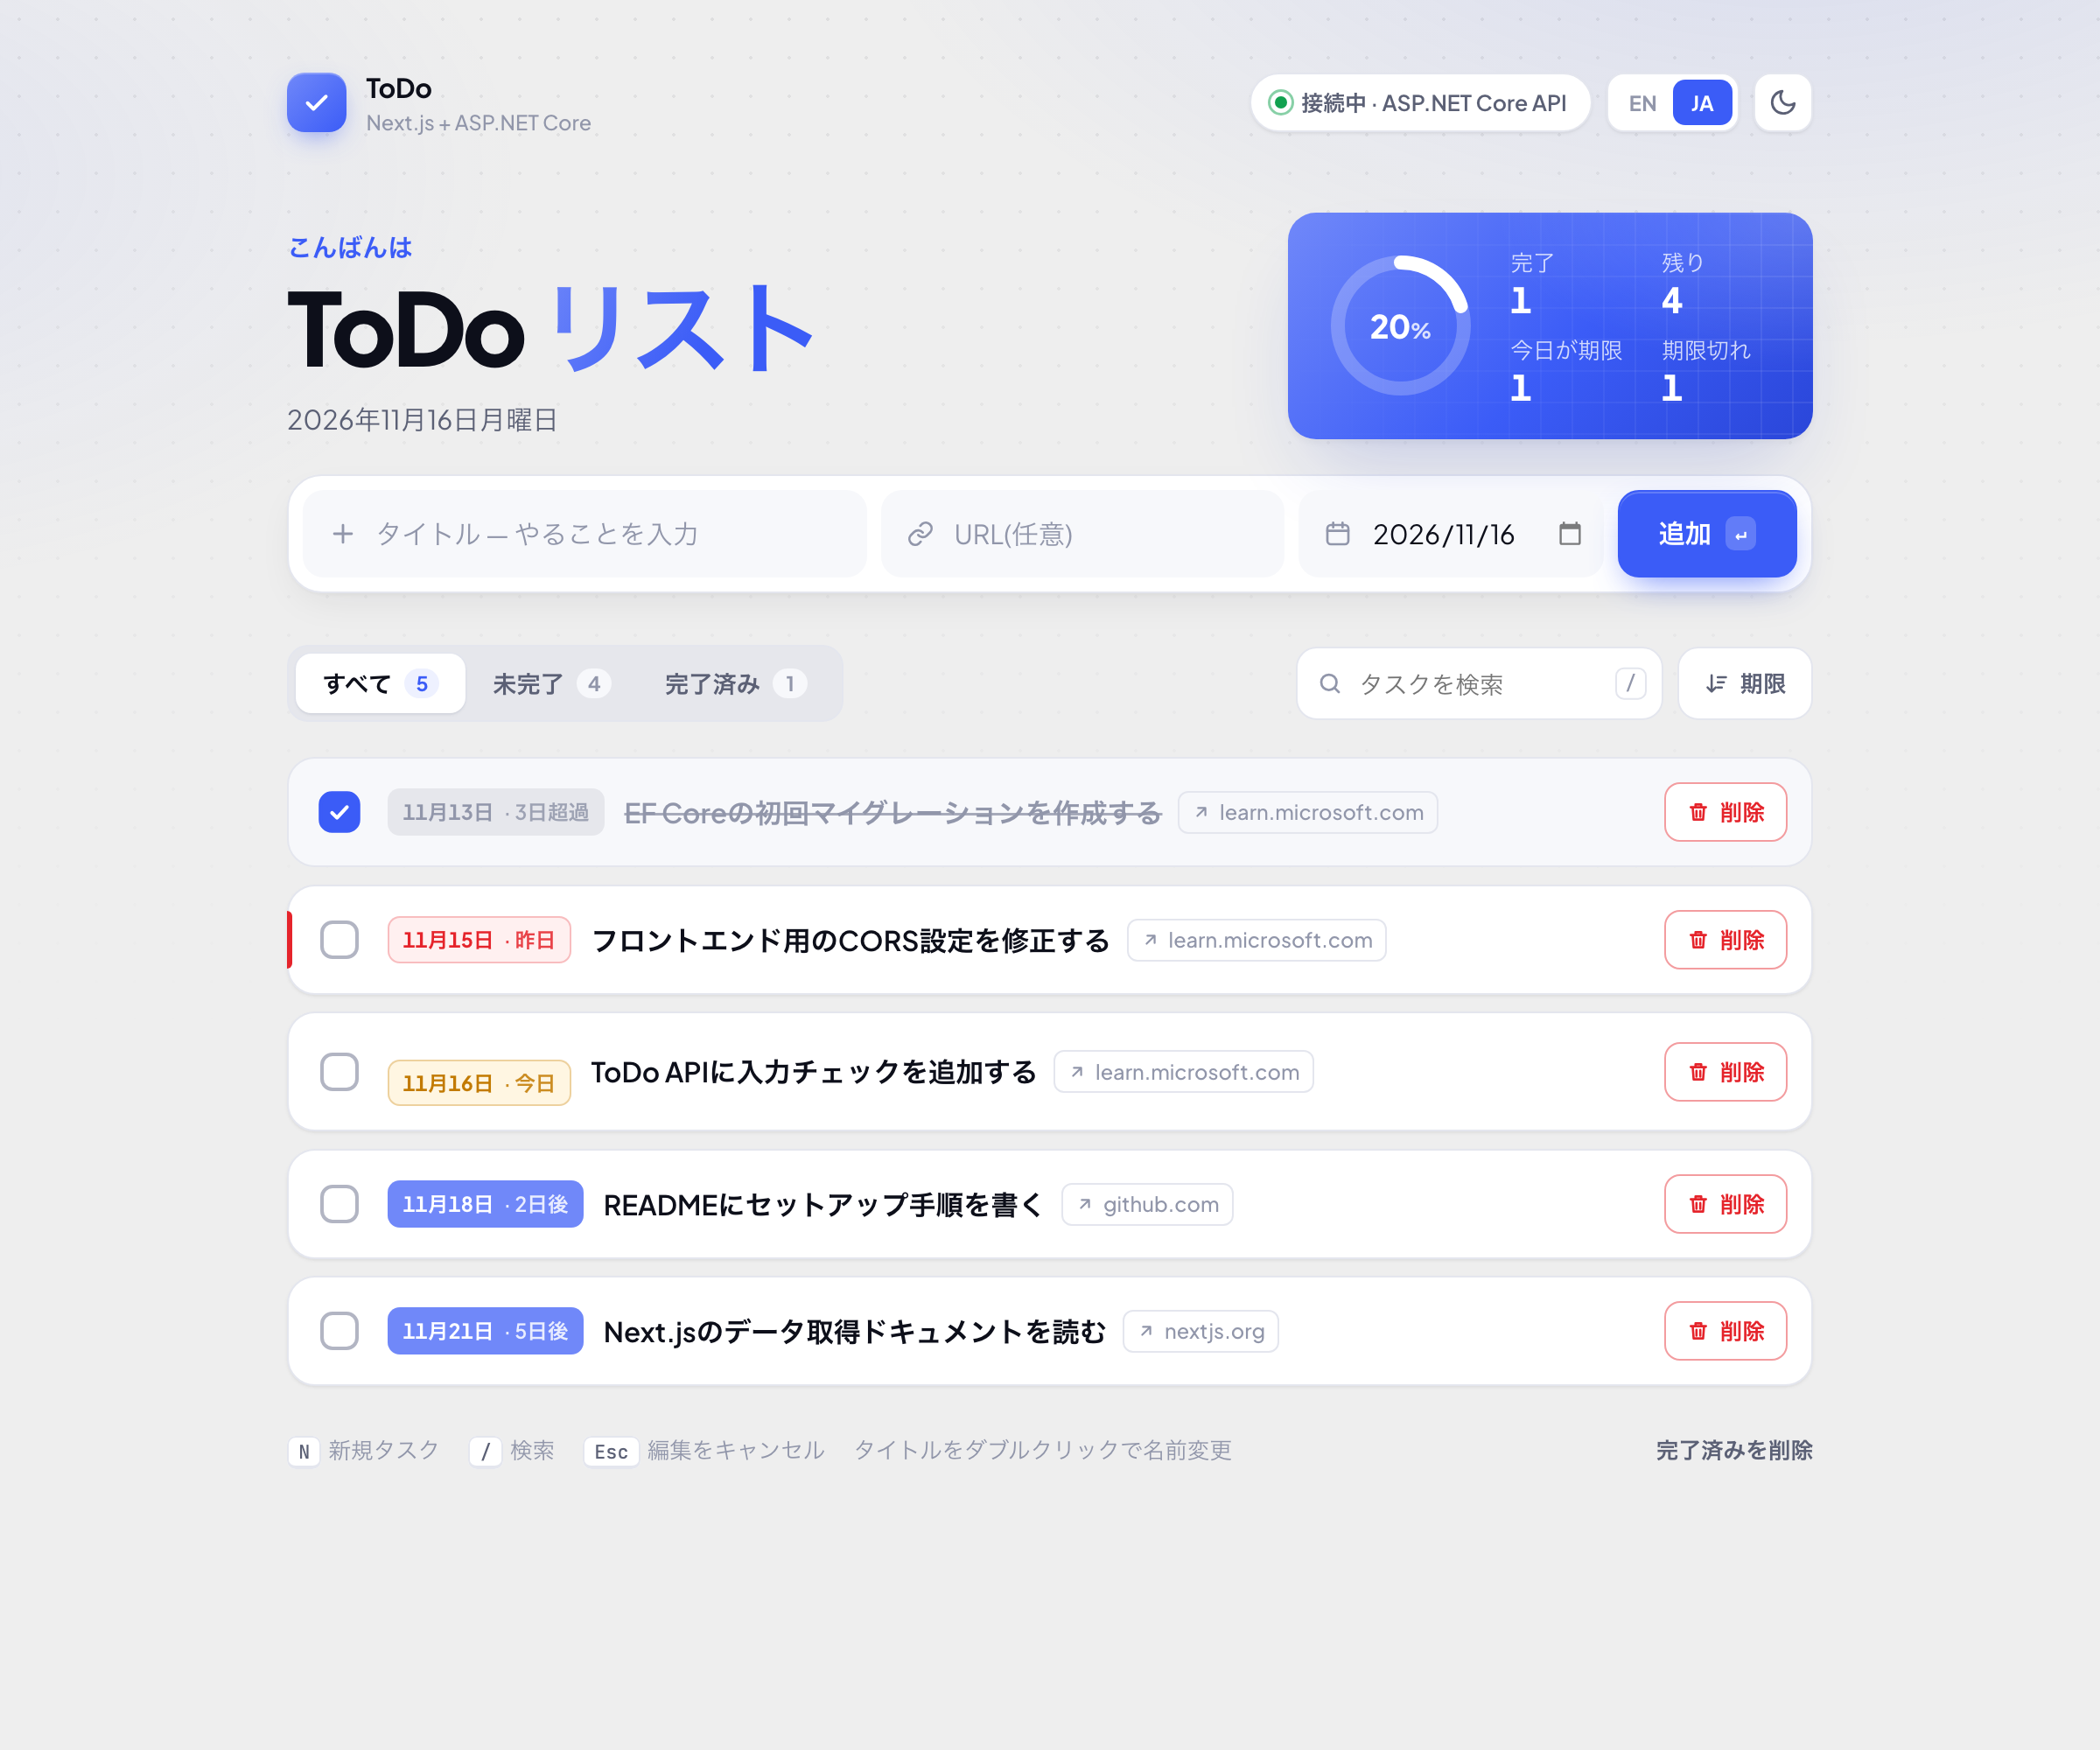 ToDo
Next.js + ASP.NET Core
接続中 · ASP.NET Core API
EN JA
こんばんは
ToDo リスト
2026年11月16日月曜日
20%
完了 残り
1 4
今日が期限 期限切れ
1 1
タイトル — やることを入力 URL(任意) 2026/11/16 追加 ↵
すべて 5 未完了 4 完了済み 1 タスクを検索 / 期限
11月13日 · 3日超過 EF Coreの初回マイグレーションを作成する learn.microsoft.com 削除
11月15日 · 昨日 フロントエンド用のCORS設定を修正する learn.microsoft.com 削除
11月16日 · 今日 ToDo APIに入力チェックを追加する learn.microsoft.com 削除
11月18日 · 2日後 READMEにセットアップ手順を書く github.com 削除
11月21日 · 5日後 Next.jsのデータ取得ドキュメントを読む nextjs.org 削除
N 新規タスク / 検索 Esc 編集をキャンセル タイトルをダブルクリックで名前変更 完了済みを削除